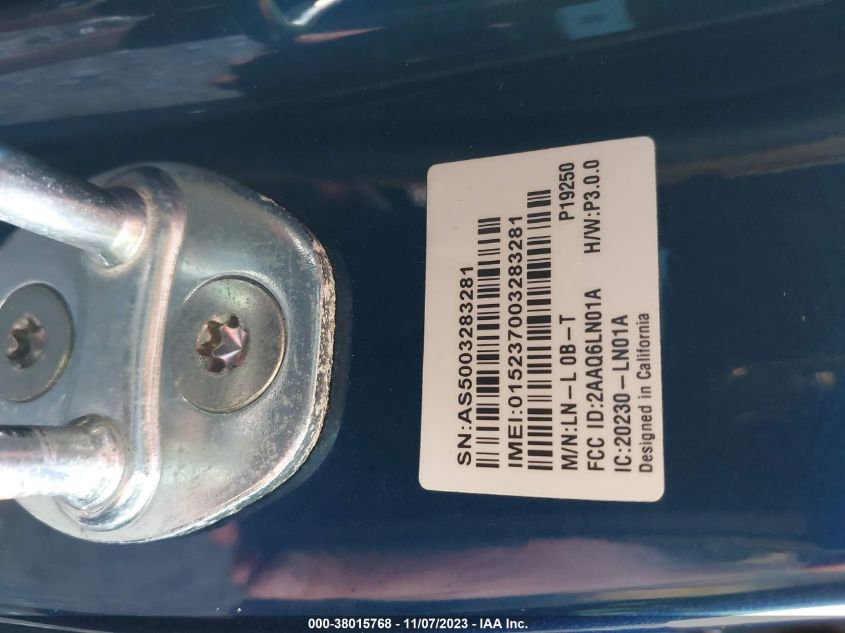 SN:AS5003283281
IMEI:015237003283281
M/N:LN-L 0B-T P19250
FCC ID:2AAO6LN01A H/W:P3.0.0
IC:20230-LN01A
Designed in California
000-38015768 - 11/07/2023 - IAA Inc.